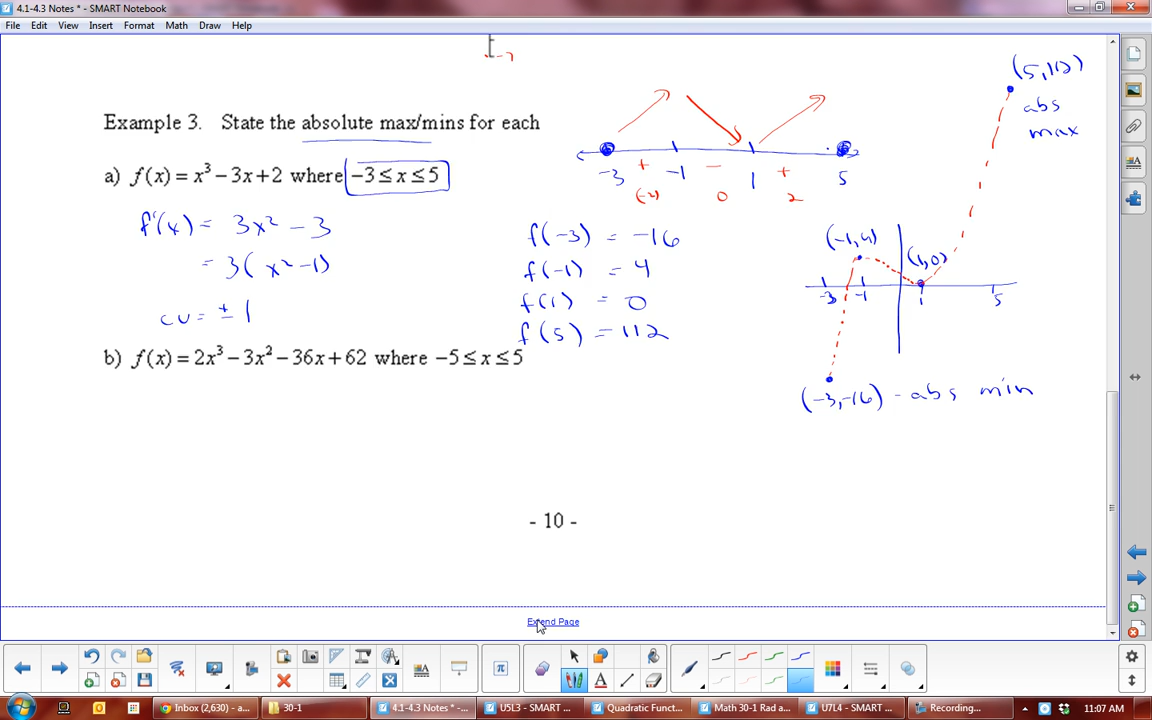 4.1-4.3 Notes * - SMART Notebook
File Edit View Insert Format Math Draw Help
Example 3. State the absolute max/mins for each
a) f(x) = x³ − 3x + 2 where −3 ≤ x ≤ 5
f'(x) = 3x² − 3
= 3(x² − 1)
cv = ± 1
-3 + -1 − 1 + 5
(-2) 0 2
f(-3) = -16
f(-1) = 4
f(1) = 0
f(5) = 112
(5, 112)
abs
max
(-1, 4) (1, 0)
-3 -1 1 5
(-3, -16) - abs min
b) f(x) = 2x³ − 3x² − 36x + 62 where −5 ≤ x ≤ 5
- 10 -
Extend Page
Inbox (2,630) - a... 30-1 4.1-4.3 Notes * -... U5L3 - SMART ... Quadratic Funct... Math 30-1 Rad a... U7L4 - SMART ... Recording... 11:07 AM